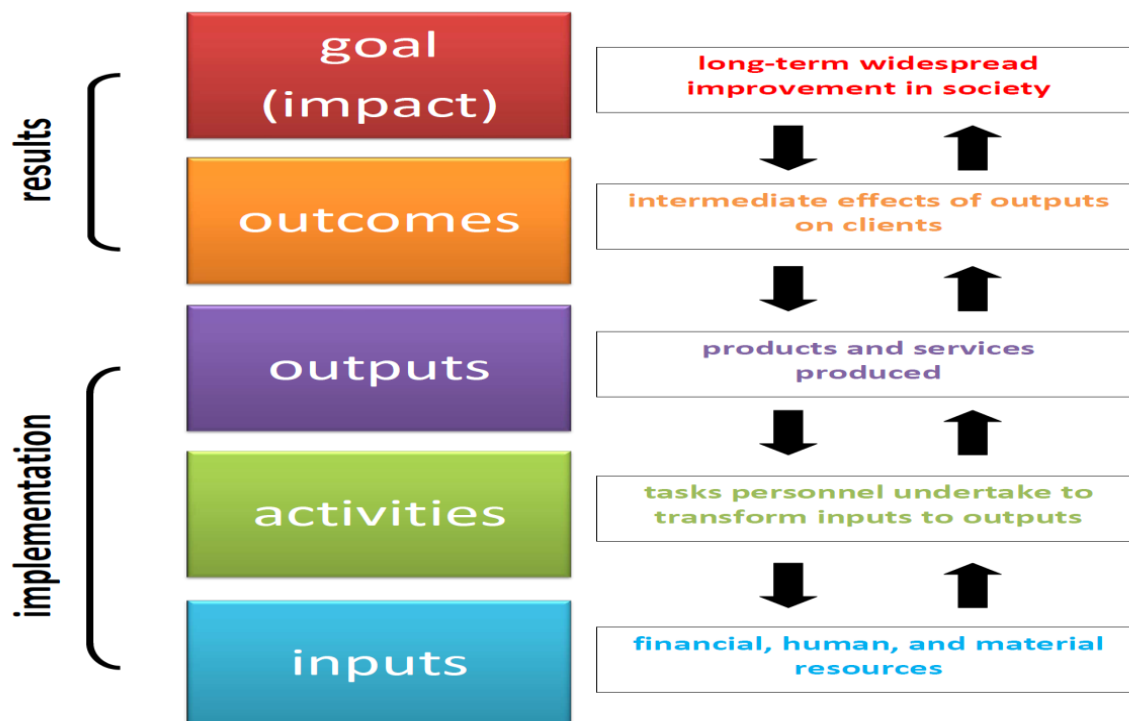 results
goal
(impact)
long-term widespread
improvement in society
outcomes
intermediate effects of outputs
on clients
implementation
outputs
products and services
produced
activities
tasks personnel undertake to
transform inputs to outputs
inputs
financial, human, and material
resources